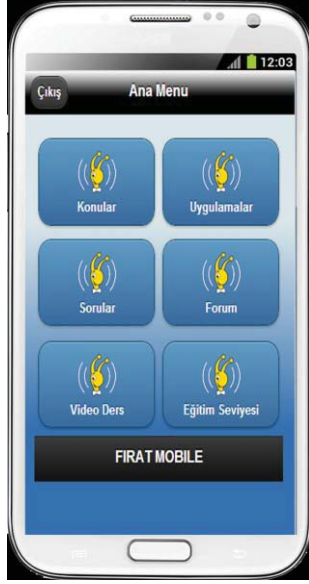 12:03
Çıkış
Ana Menu
Konular
Uygulamalar
Sorular
Forum
Video Ders
Eğitim Seviyesi
FIRAT MOBILE